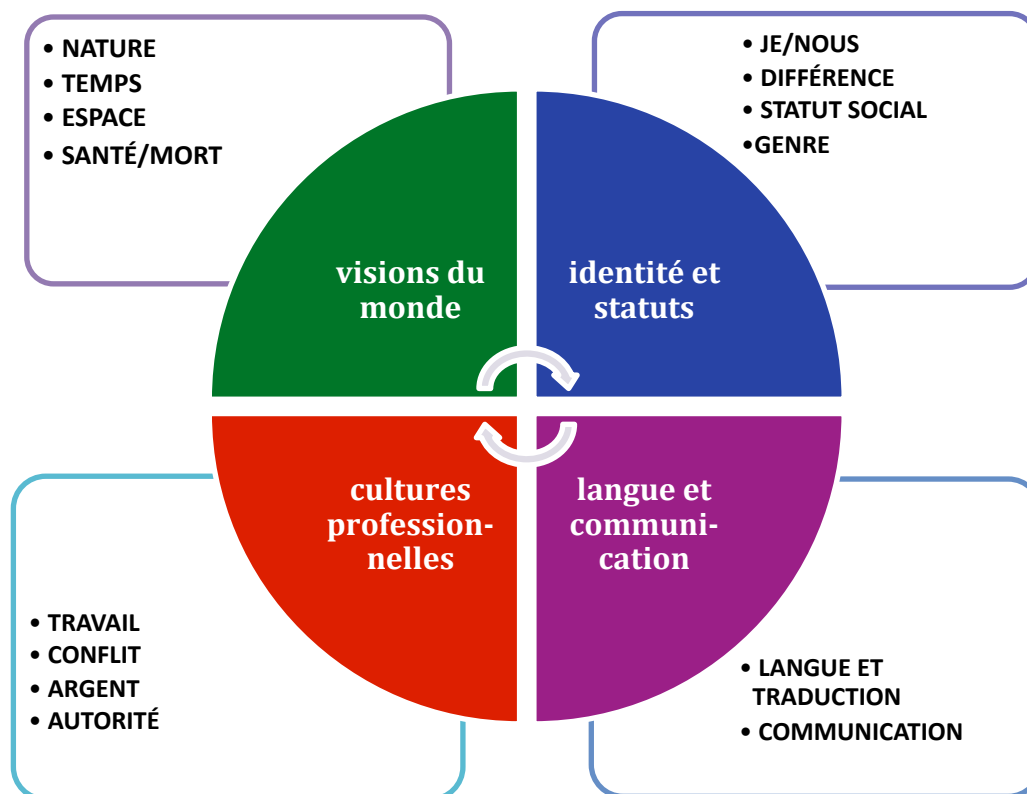 • NATURE
• TEMPS
• ESPACE
• SANTÉ/MORT
• JE/NOUS
• DIFFÉRENCE
• STATUT SOCIAL
•GENRE
visions du
monde
identité et
statuts
cultures
profession-
nelles
langue et
communi-
cation
• TRAVAIL
• CONFLIT
• ARGENT
• AUTORITÉ
• LANGUE ET
TRADUCTION
• COMMUNICATION